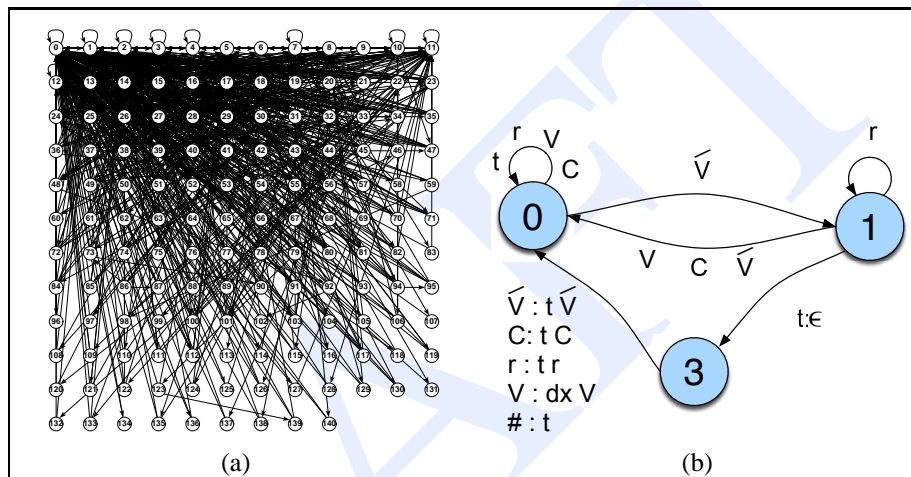 0 1 2 3 4 5 6 7 8 9 10 11
12 13 14 15 16 17 18 19 20 21 22 23
24 25 26 27 28 29 30 31 32 33 34 35
36 37 38 39 40 41 42 43 44 45 46 47
48 49 50 51 52 53 54 55 56 57 58 59
60 61 62 63 64 65 66 67 68 69 70 71
72 73 74 75 76 77 78 79 80 81 82 83
84 85 86 87 88 89 90 91 92 93 94 95
96 97 98 99 100 101 102 103 104 105 106 107
108 109 110 111 112 113 114 115 116 117 118 119
120 121 122 123 124 125 126 127 128 129 130 131
132 133 134 135 136 137 138 139 140
(a)
r
V
t
C
0
V́
r
1
V C V́
t:ϵ
3
V́ : t V́
C: t C
r : t r
V : dx V
# : t
(b)
AFT